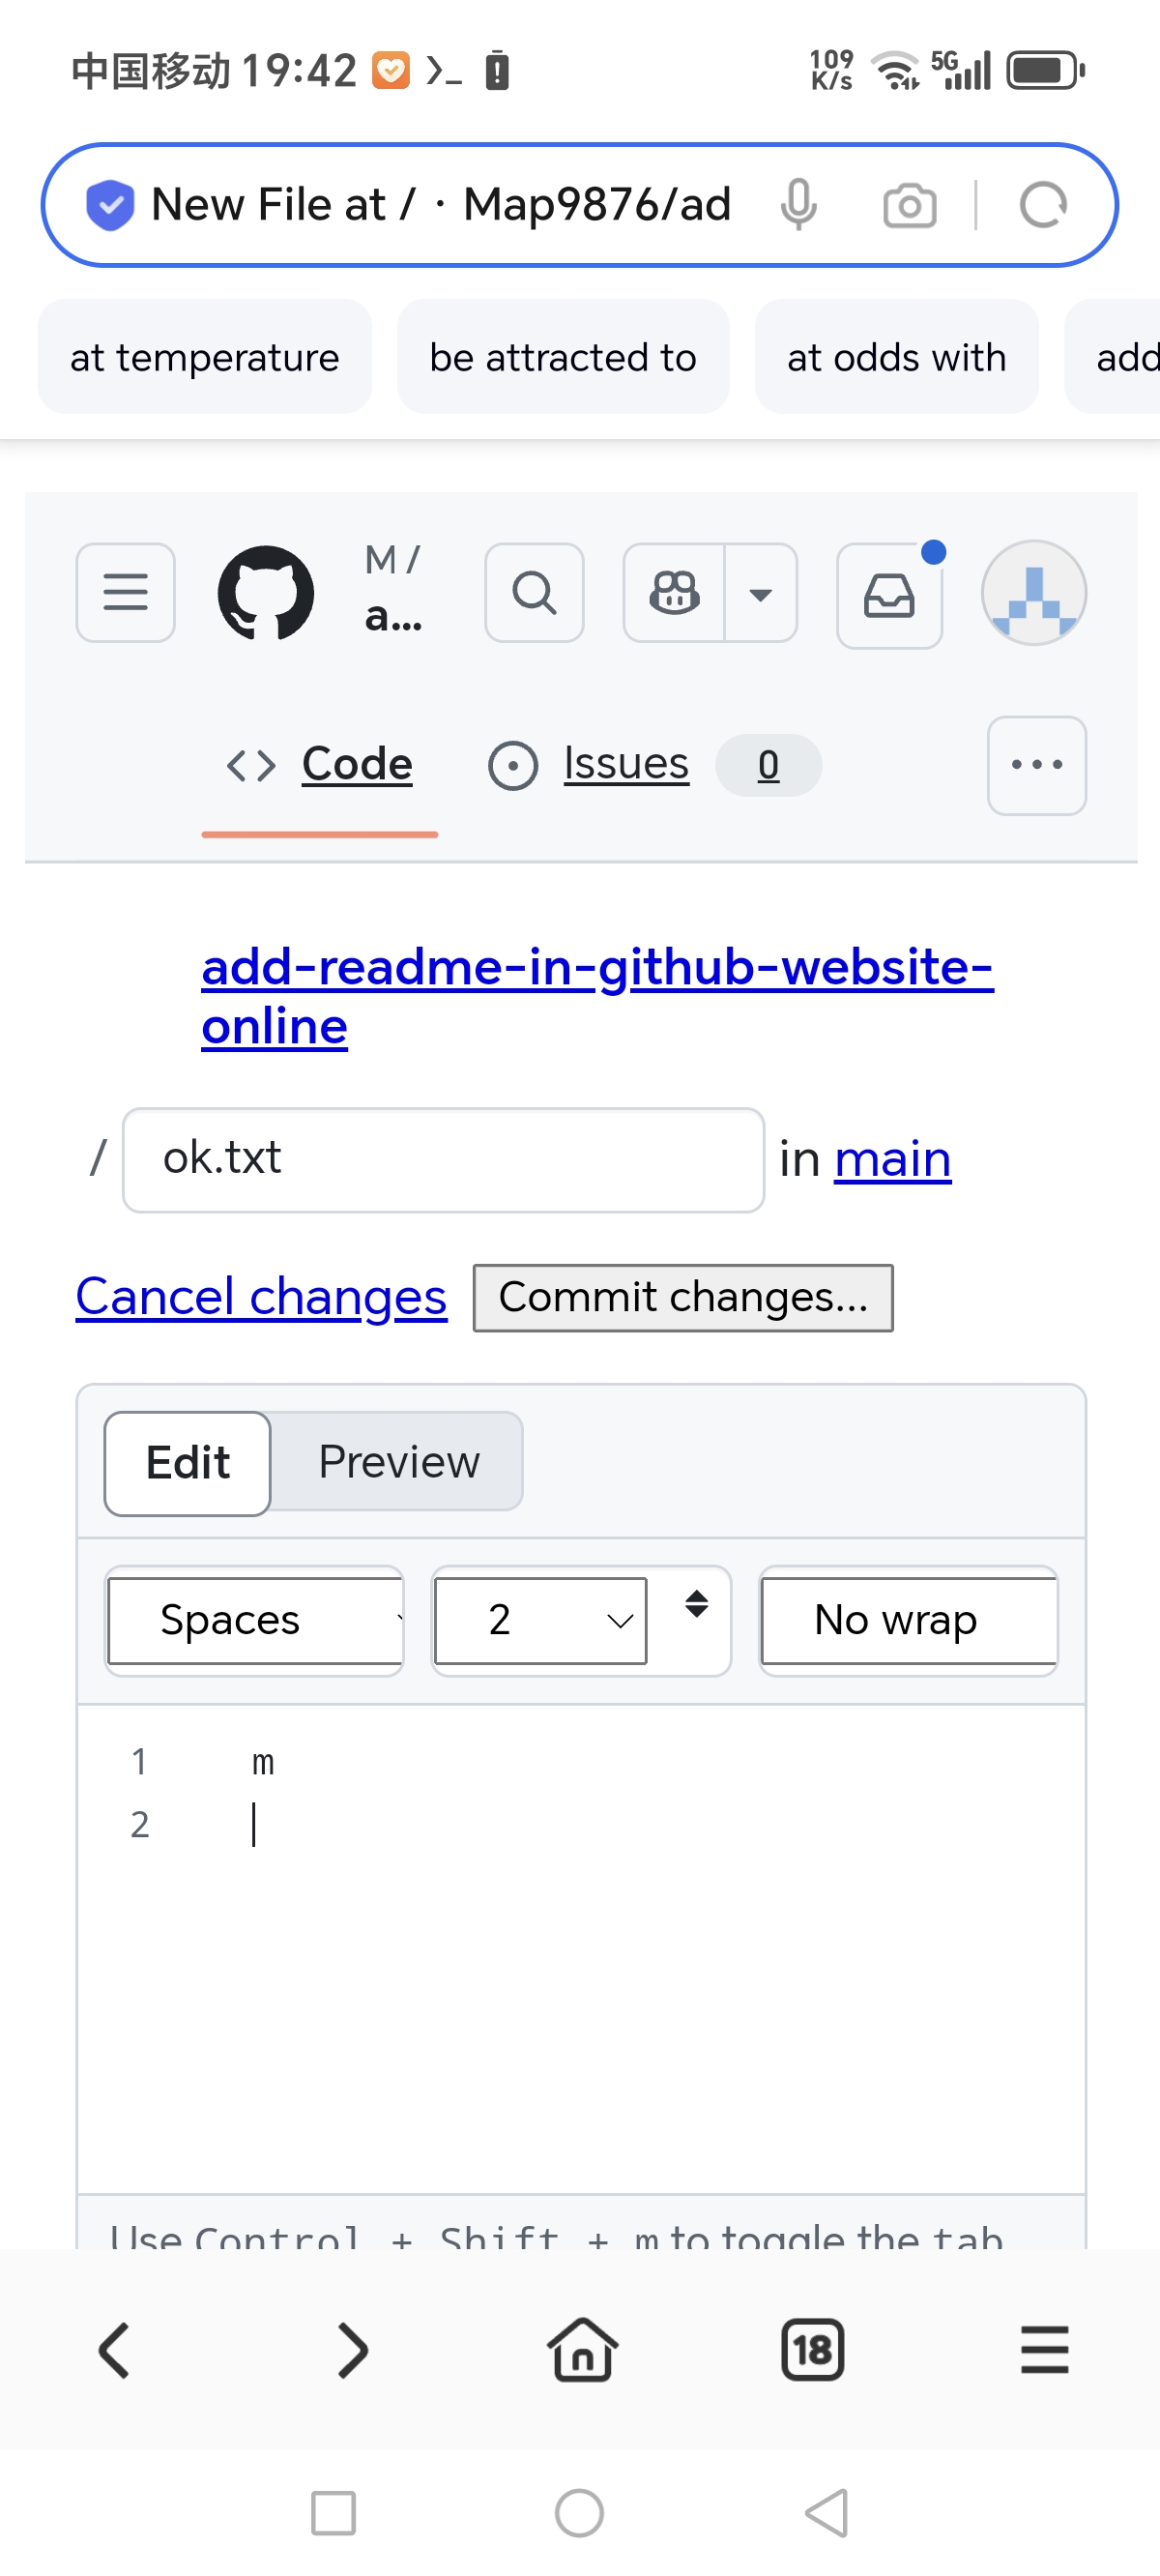 中国移动 19:42
109 K/s 5G
New File at / · Map9876/ad
at temperature
be attracted to
at odds with
add
M /
a...
Code
Issues 0
add-readme-in-github-website-
online
/ ok.txt in main
Cancel changes Commit changes...
Edit Preview
Spaces 2 No wrap
1 m
2
Use Control + Shift + m to toggle the tab
18